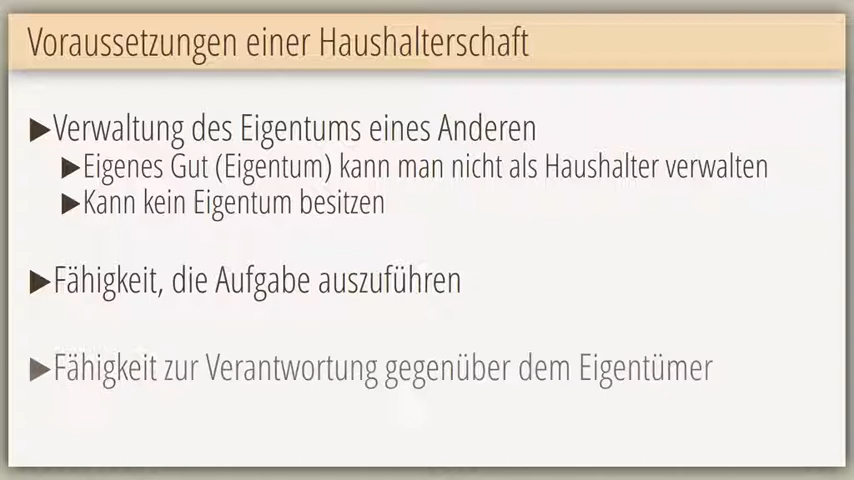 Voraussetzungen einer Haushalterschaft
▶Verwaltung des Eigentums eines Anderen
▶Eigenes Gut (Eigentum) kann man nicht als Haushalter verwalten
▶Kann kein Eigentum besitzen
▶Fähigkeit, die Aufgabe auszuführen
▶Fähigkeit zur Verantwortung gegenüber dem Eigentümer